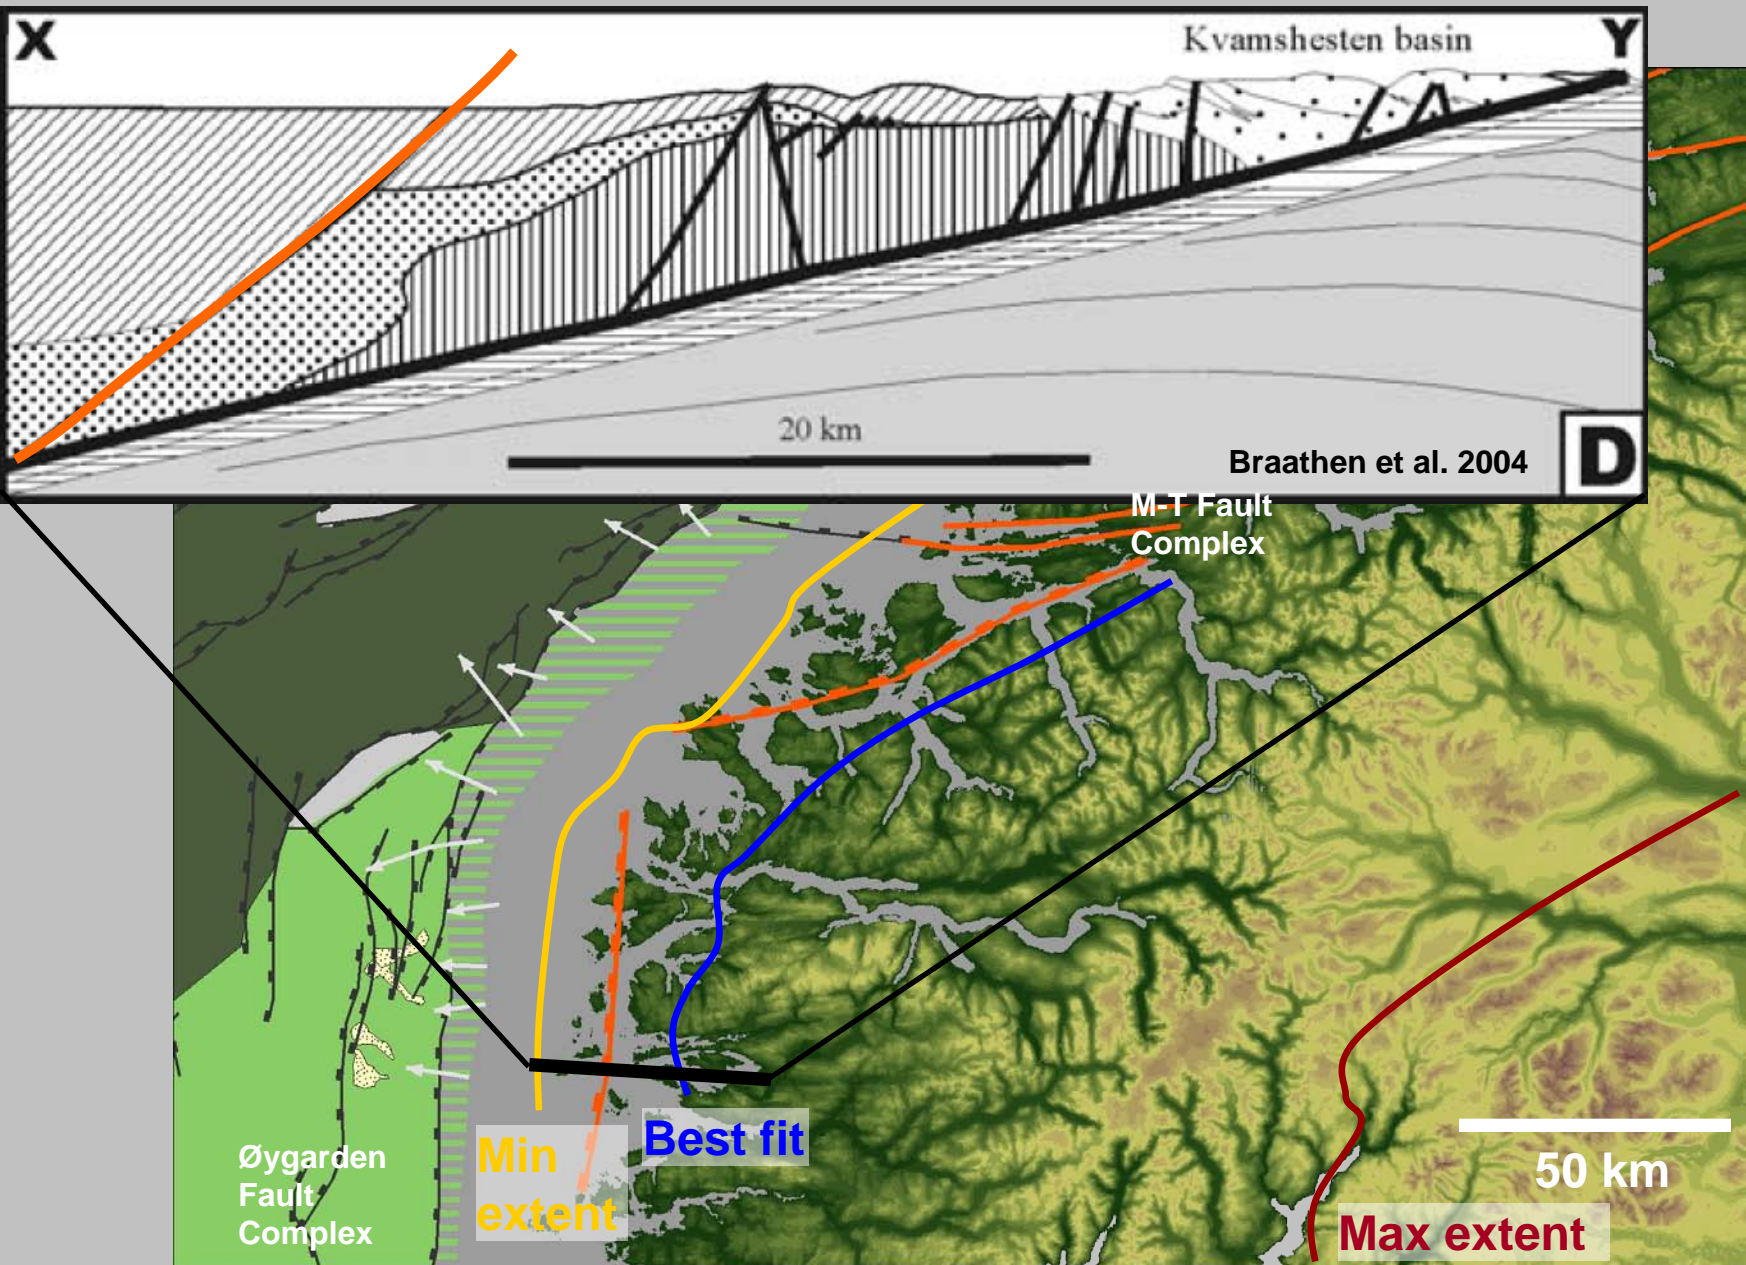 X
Kvamshesten basin
Y
20 km
Braathen et al. 2004
D
M-T Fault
Complex
Øygarden
Fault
Complex
Min
extent
Best fit
50 km
Max extent